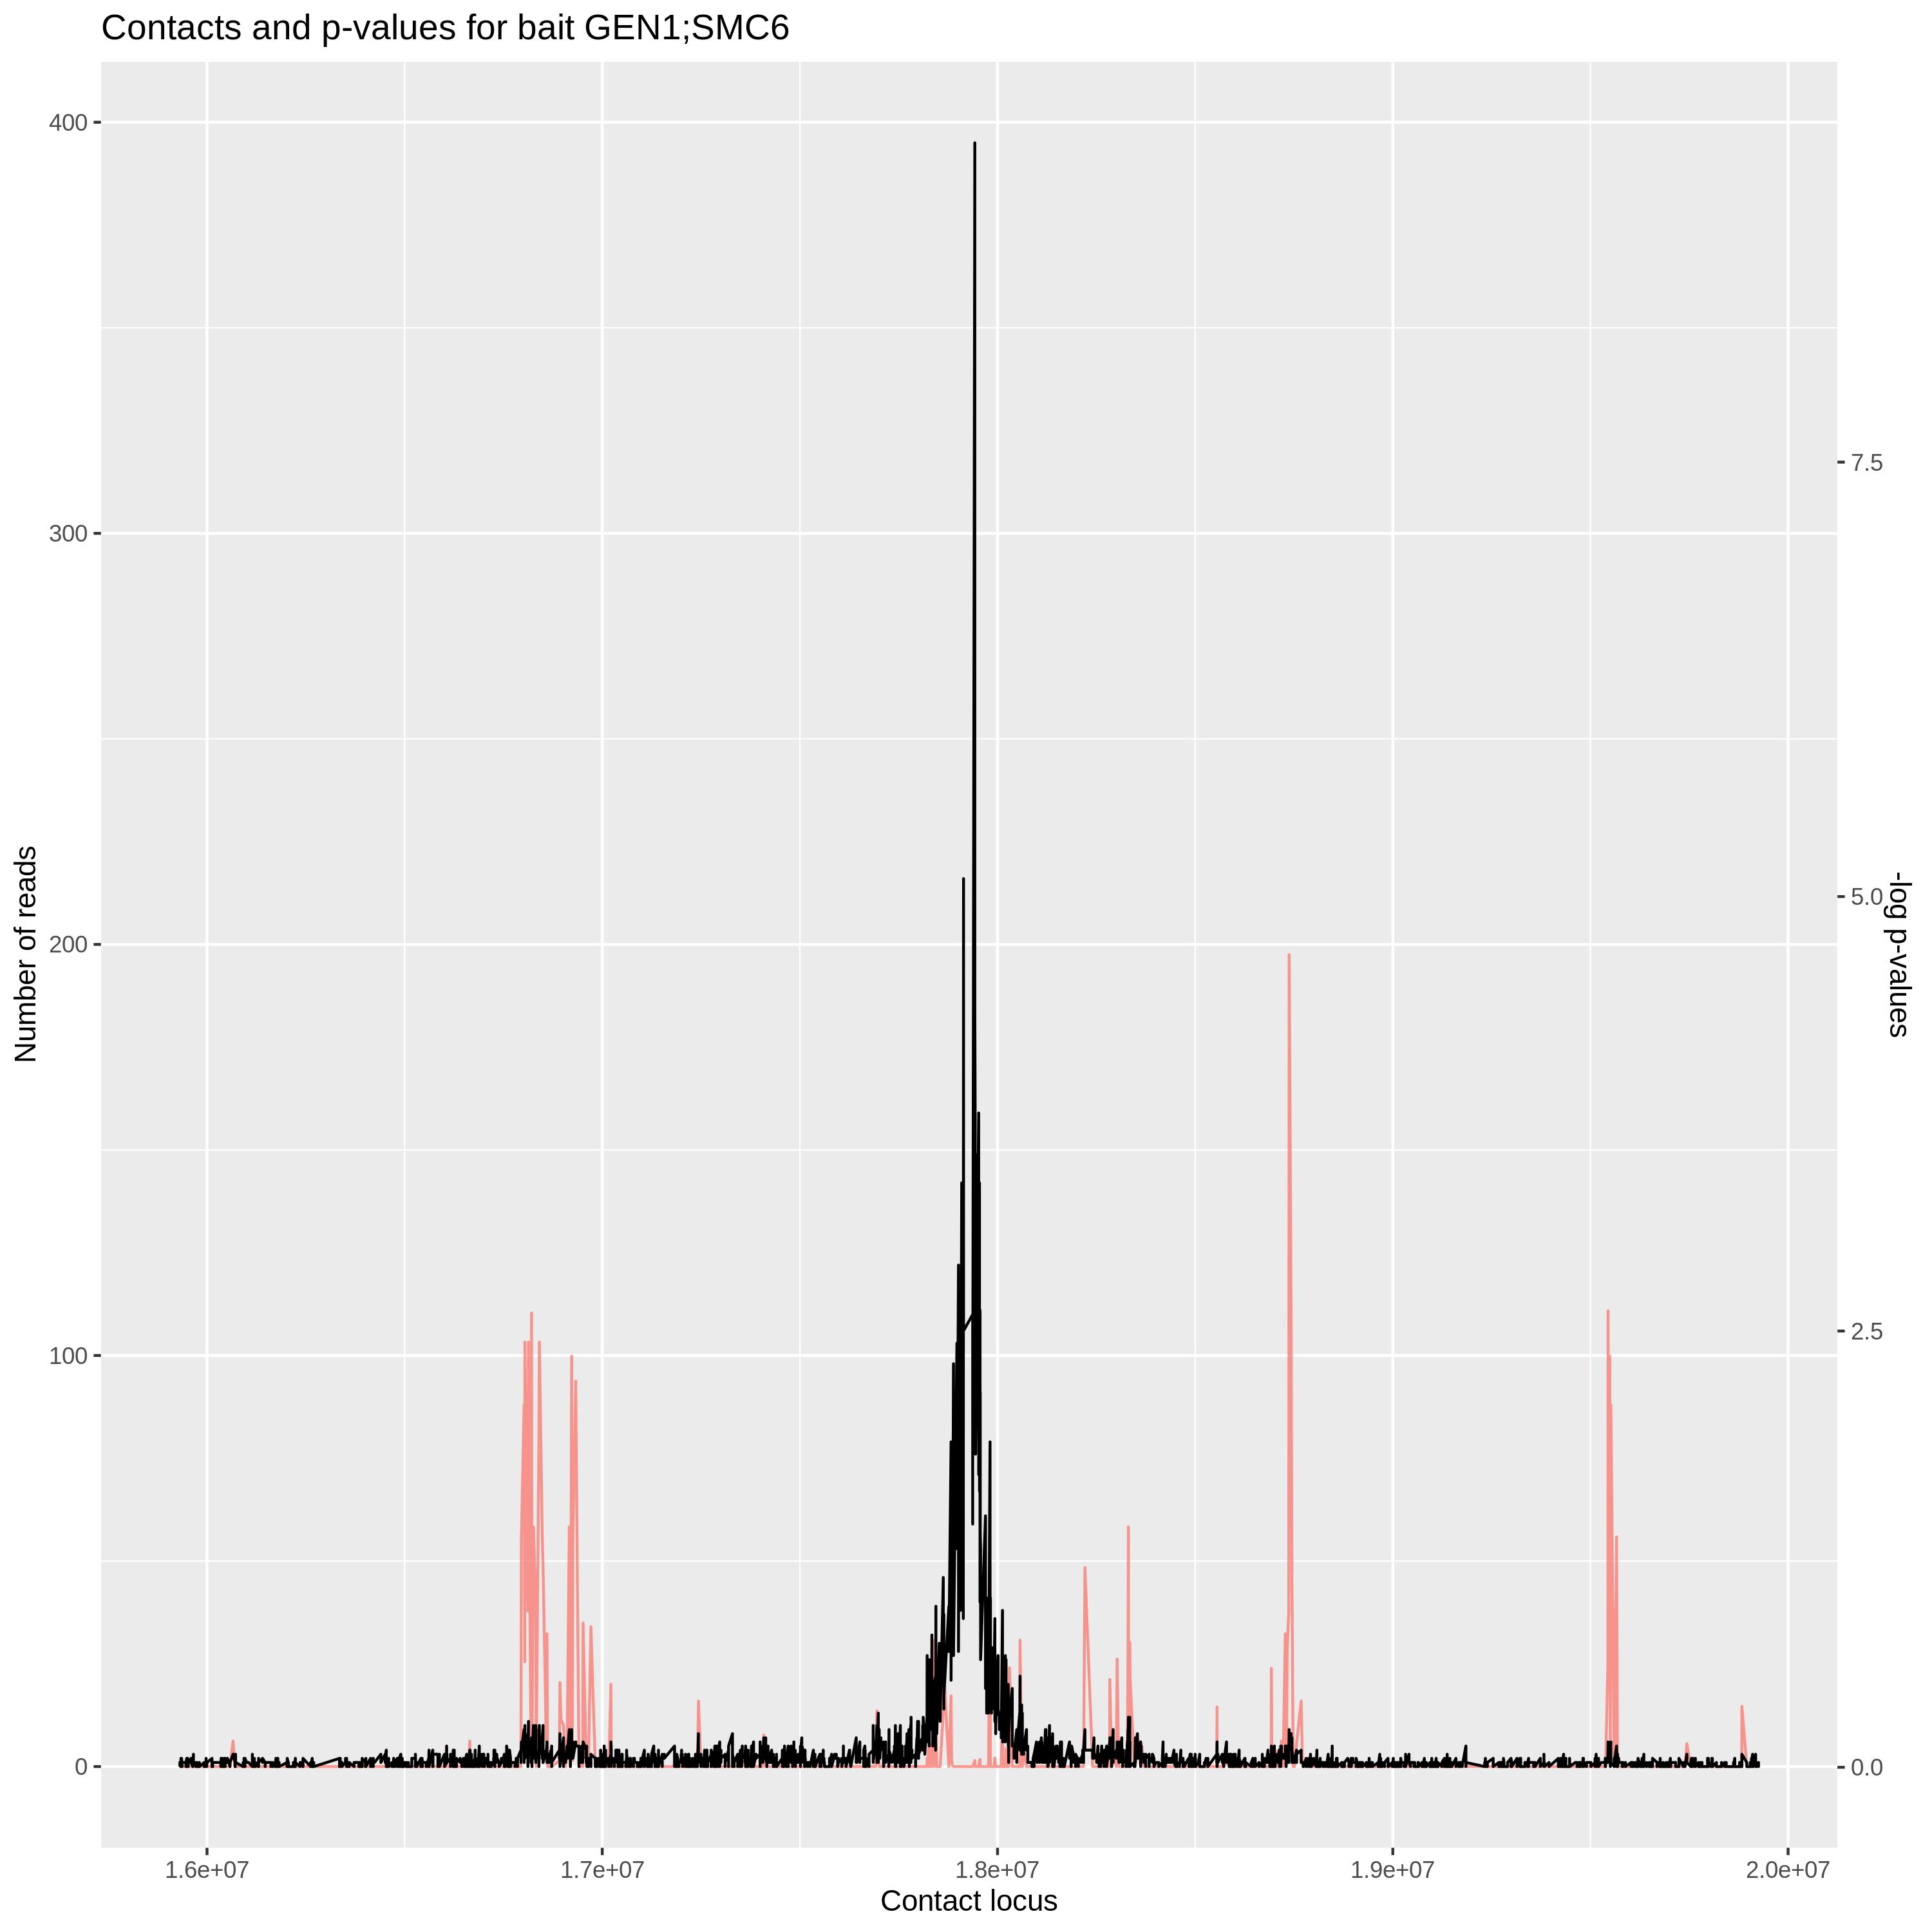 Contacts and p-values for bait GEN1;SMC6
400
300
200
100
0
Number of reads
7.5
5.0
2.5
0.0
-log p-values
1.6e+07 1.7e+07 1.8e+07 1.9e+07 2.0e+07
Contact locus